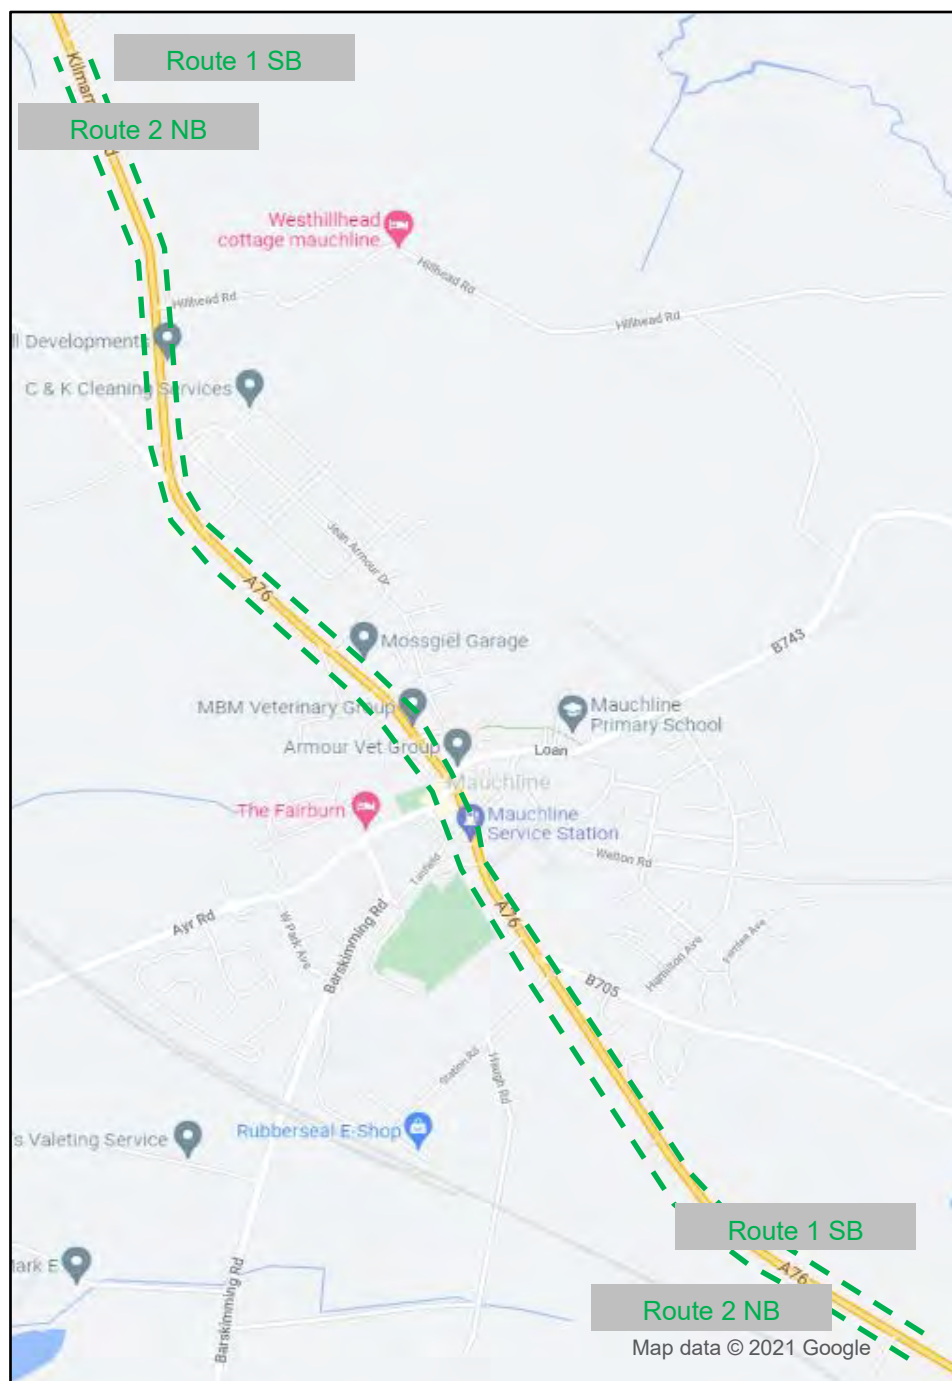 Route 1 SB
Route 2 NB
Westhillhead
cottage mauchline
Hillhead Rd
Hillhead Rd
Hillhead Rd
ll Developments
C & K Cleaning Services
Jean Armour Dr
A76
Mossgiel Garage
B743
MBM Veterinary Group
Mauchline
Primary School
Armour Vet Group
Loan
Mauchline
The Fairburn
Mauchline
Service Station
Welton Rd
Tanfield
A76
Ayr Rd
W Park Ave
Barskimming Rd
Hamilton Ave
B705
Station Rd
Haugh Rd
Rubberseal E-Shop
s Valeting Service
Route 1 SB
ark E
A76
Barskimming Rd
Route 2 NB
Map data © 2021 Google